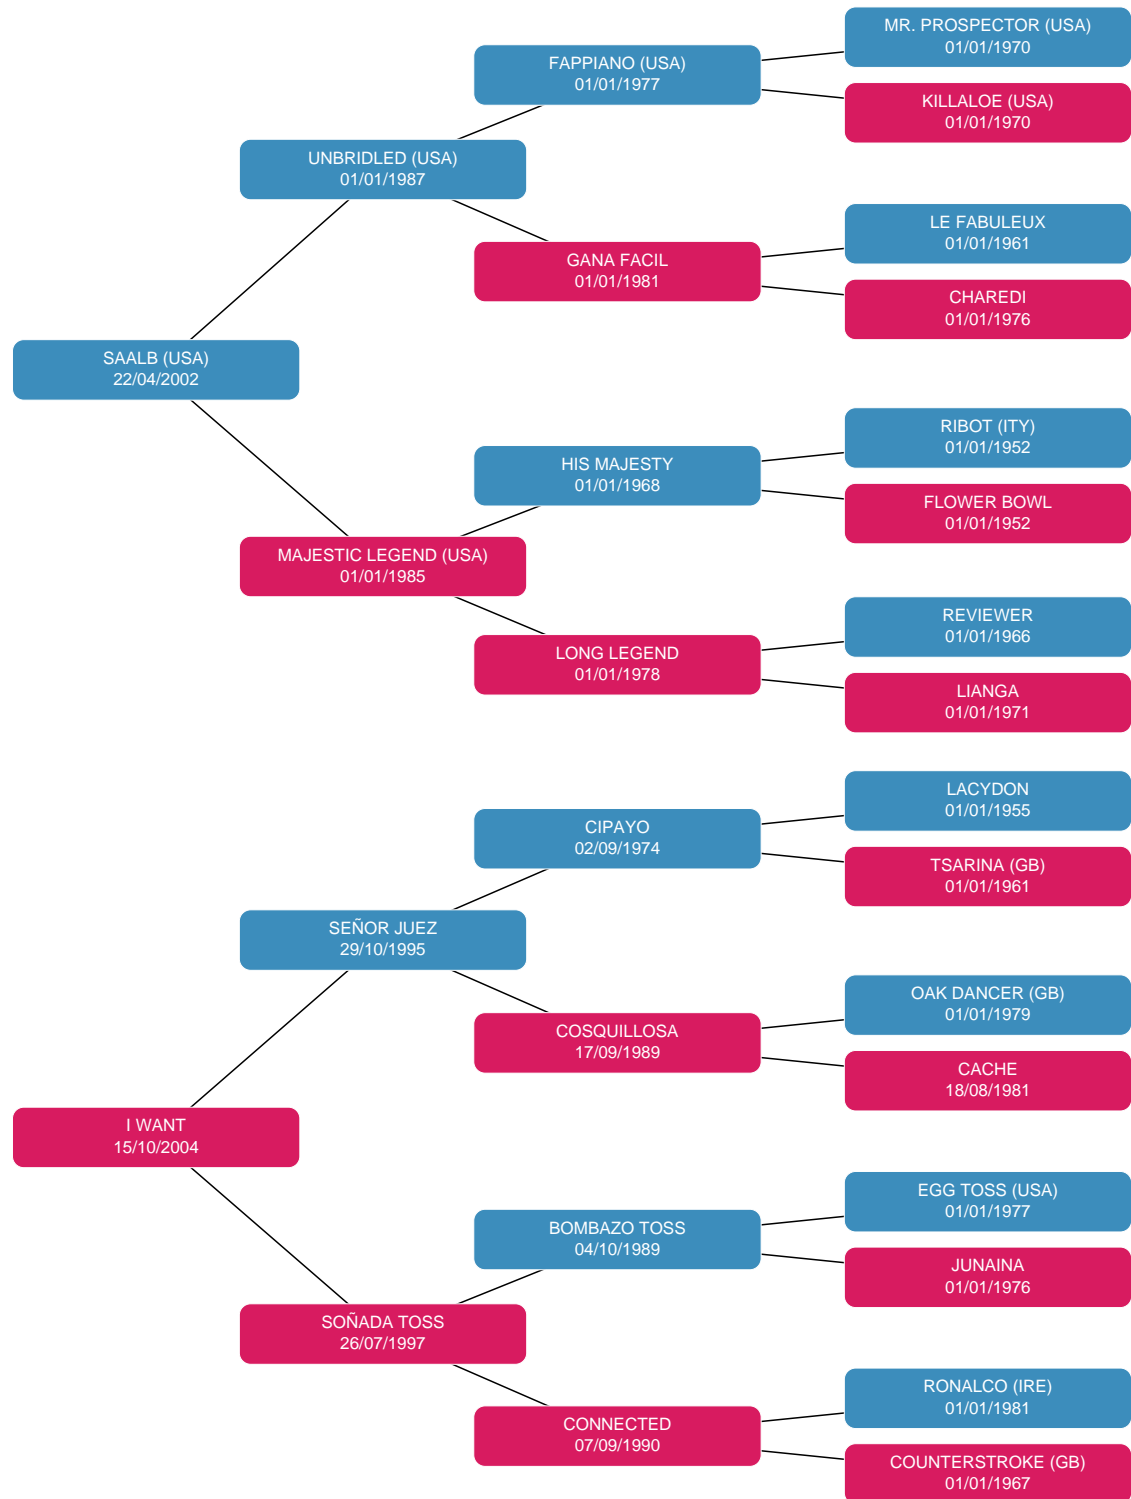 MR. PROSPECTOR (USA)
01/01/1970
FAPPIANO (USA)
01/01/1977
KILLALOE (USA)
01/01/1970
UNBRIDLED (USA)
01/01/1987
LE FABULEUX
01/01/1961
GANA FACIL
01/01/1981
CHAREDI
01/01/1976
SAALB (USA)
22/04/2002
RIBOT (ITY)
01/01/1952
HIS MAJESTY
01/01/1968
FLOWER BOWL
01/01/1952
MAJESTIC LEGEND (USA)
01/01/1985
REVIEWER
01/01/1966
LONG LEGEND
01/01/1978
LIANGA
01/01/1971
LACYDON
01/01/1955
CIPAYO
02/09/1974
TSARINA (GB)
01/01/1961
SEÑOR JUEZ
29/10/1995
OAK DANCER (GB)
01/01/1979
COSQUILLOSA
17/09/1989
CACHE
18/08/1981
I WANT
15/10/2004
EGG TOSS (USA)
01/01/1977
BOMBAZO TOSS
04/10/1989
JUNAINA
01/01/1976
SOÑADA TOSS
26/07/1997
RONALCO (IRE)
01/01/1981
CONNECTED
07/09/1990
COUNTERSTROKE (GB)
01/01/1967